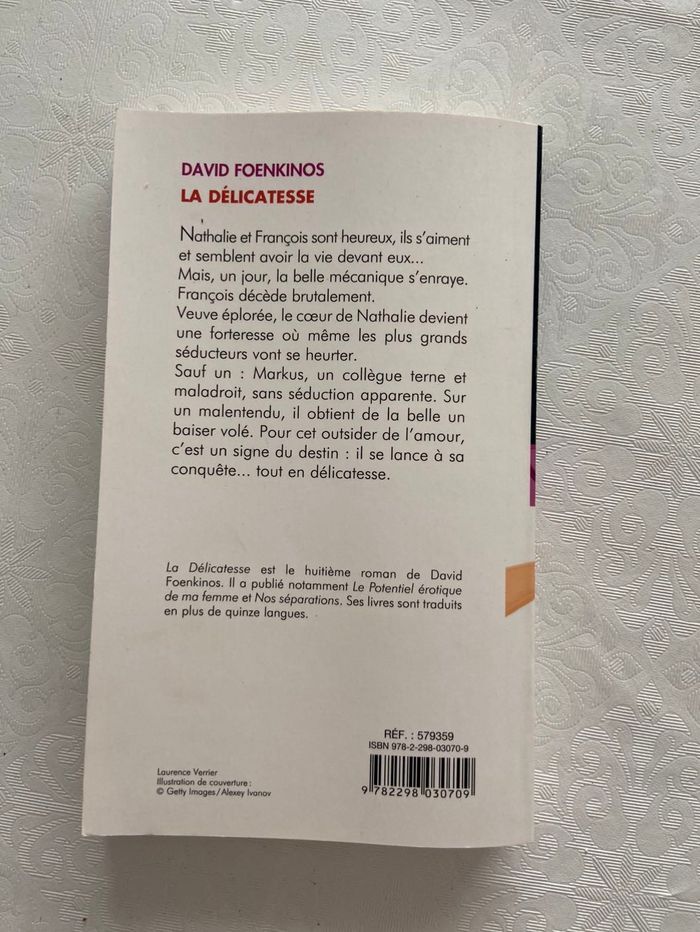 DAVID FOENKINOS
LA DÉLICATESSE
Nathalie et François sont heureux, ils s'aiment
et semblent avoir la vie devant eux...
Mais, un jour, la belle mécanique s'enraye.
François décède brutalement.
Veuve éplorée, le cœur de Nathalie devient
une forteresse où même les plus grands
séducteurs vont se heurter.
Sauf un : Markus, un collègue terne et
maladroit, sans séduction apparente. Sur
un malentendu, il obtient de la belle un
baiser volé. Pour cet outsider de l'amour,
c'est un signe du destin : il se lance à sa
conquête... tout en délicatesse.
La Délicatesse est le huitième roman de David
Foenkinos. Il a publié notamment Le Potentiel érotique
de ma femme et Nos séparations. Ses livres sont traduits
en plus de quinze langues.
RÉF. : 579359
ISBN 978-2-298-03070-9
9 782298 030709
Laurence Verrier
Illustration de couverture :
© Getty Images/Alexey Ivanov